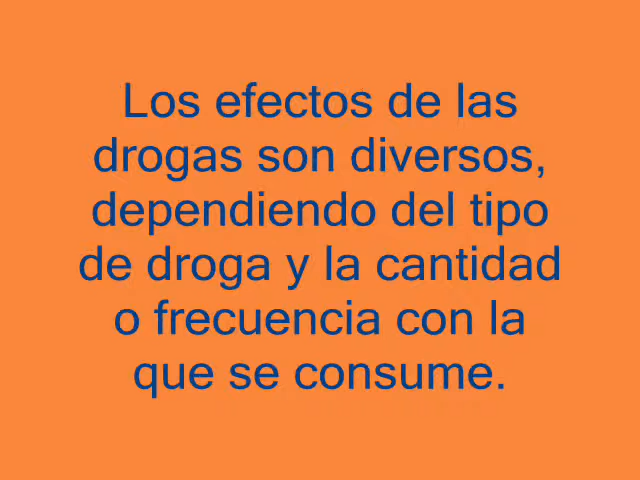 Los efectos de las
drogas son diversos,
dependiendo del tipo
de droga y la cantidad
o frecuencia con la
que se consume.